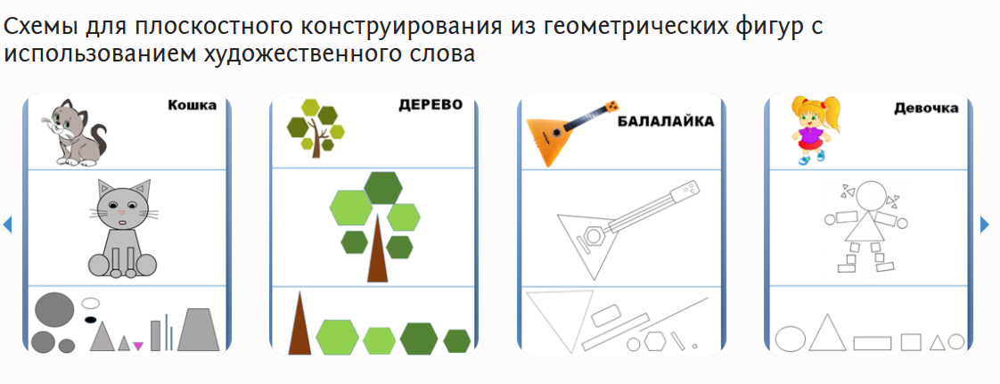 Схемы для плоскостного конструирования из геометрических фигур с
использованием художественного слова
Кошка
ДЕРЕВО
БАЛАЛАЙКА
Девочка